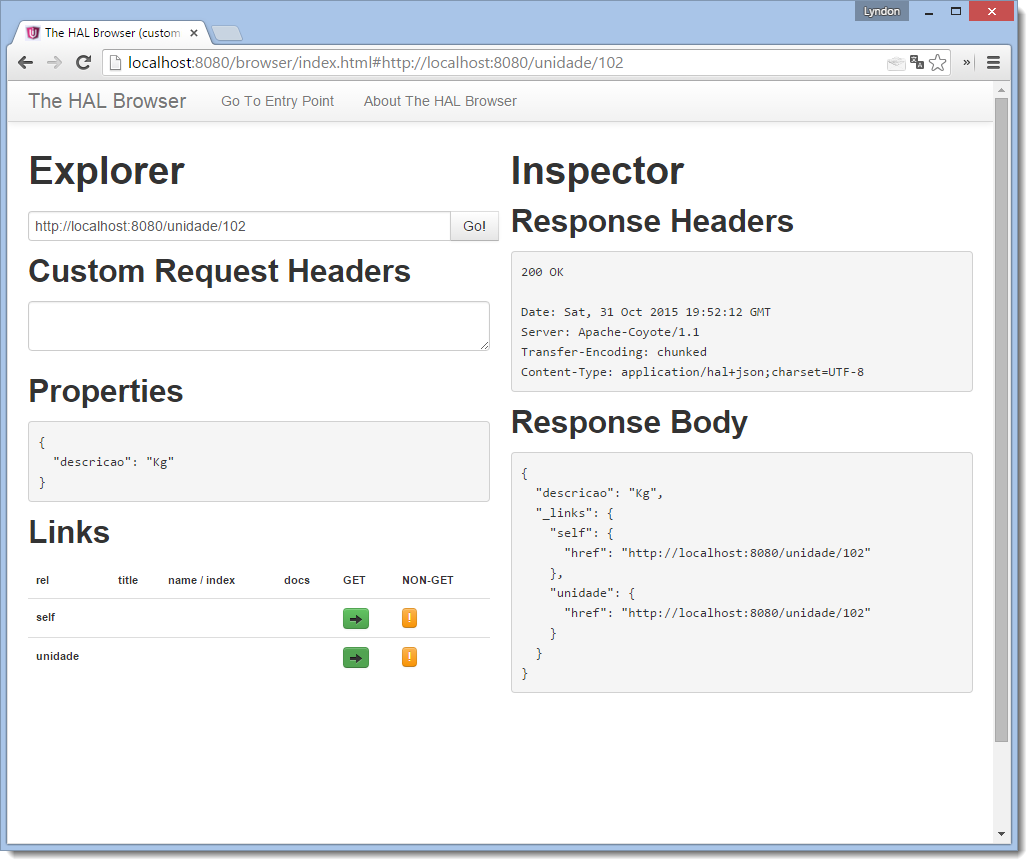 Lyndon
The HAL Browser (custom
localhost:8080/browser/index.html#http://localhost:8080/unidade/102
The HAL Browser Go To Entry Point About The HAL Browser
Explorer
http://localhost:8080/unidade/102 Go!
Custom Request Headers
Properties
{
  "descricao": "Kg"
}
Links
rel title name / index docs GET NON-GET
self !
unidade !
Inspector
Response Headers
200 OK
Date: Sat, 31 Oct 2015 19:52:12 GMT
Server: Apache-Coyote/1.1
Transfer-Encoding: chunked
Content-Type: application/hal+json;charset=UTF-8
Response Body
{
  "descricao": "Kg",
  "_links": {
    "self": {
      "href": "http://localhost:8080/unidade/102"
    },
    "unidade": {
      "href": "http://localhost:8080/unidade/102"
    }
  }
}